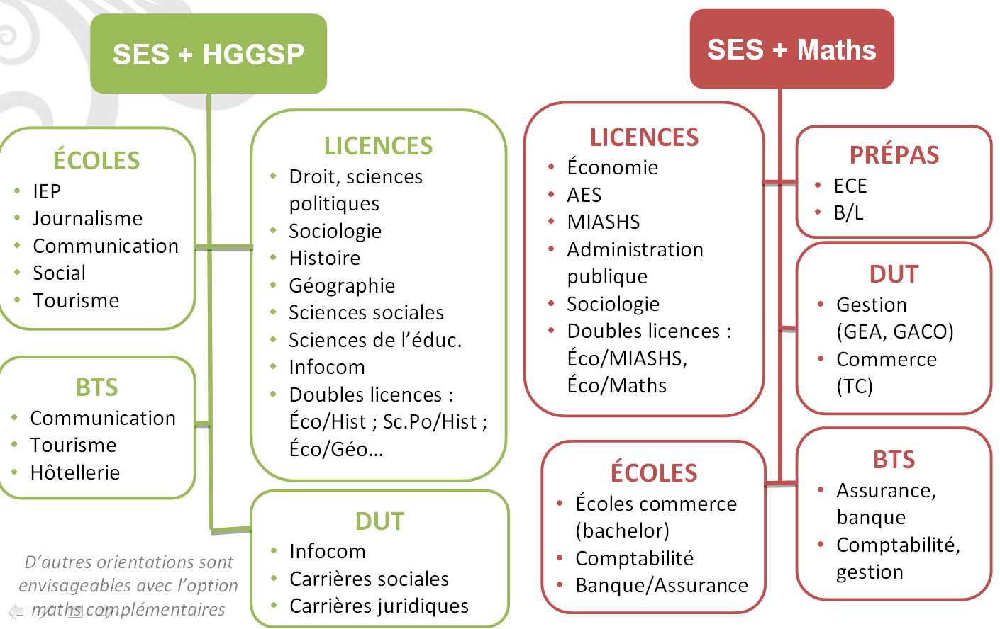 SES + HGGSP
ÉCOLES
• IEP
• Journalisme
• Communication
• Social
• Tourisme
LICENCES
• Droit, sciences
politiques
• Sociologie
• Histoire
• Géographie
• Sciences sociales
• Sciences de l’éduc.
• Infocom
• Doubles licences :
Éco/Hist ; Sc.Po/Hist ;
Éco/Géo...
BTS
• Communication
• Tourisme
• Hôtellerie
DUT
• Infocom
• Carrières sociales
• Carrières juridiques
D’autres orientations sont
envisageables avec l’option
maths complémentaires
SES + Maths
LICENCES
• Économie
• AES
• MIASHS
• Administration
publique
• Sociologie
• Doubles licences :
Éco/MIASHS,
Éco/Maths
PRÉPAS
• ECE
• B/L
DUT
• Gestion
(GEA, GACO)
• Commerce
(TC)
ÉCOLES
• Écoles commerce
(bachelor)
• Comptabilité
• Banque/Assurance
BTS
• Assurance,
banque
• Comptabilité,
gestion